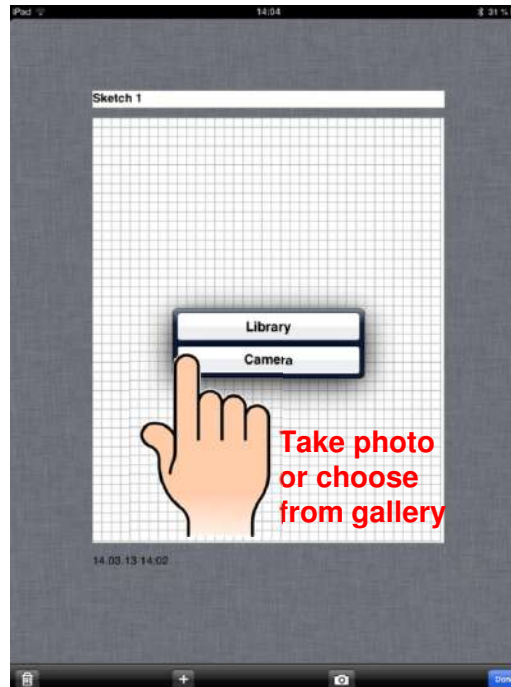 iPad 14:04 31 %
Sketch 1
Library
Camera
Take photo
or choose
from gallery
14.03.13 14:02
Done